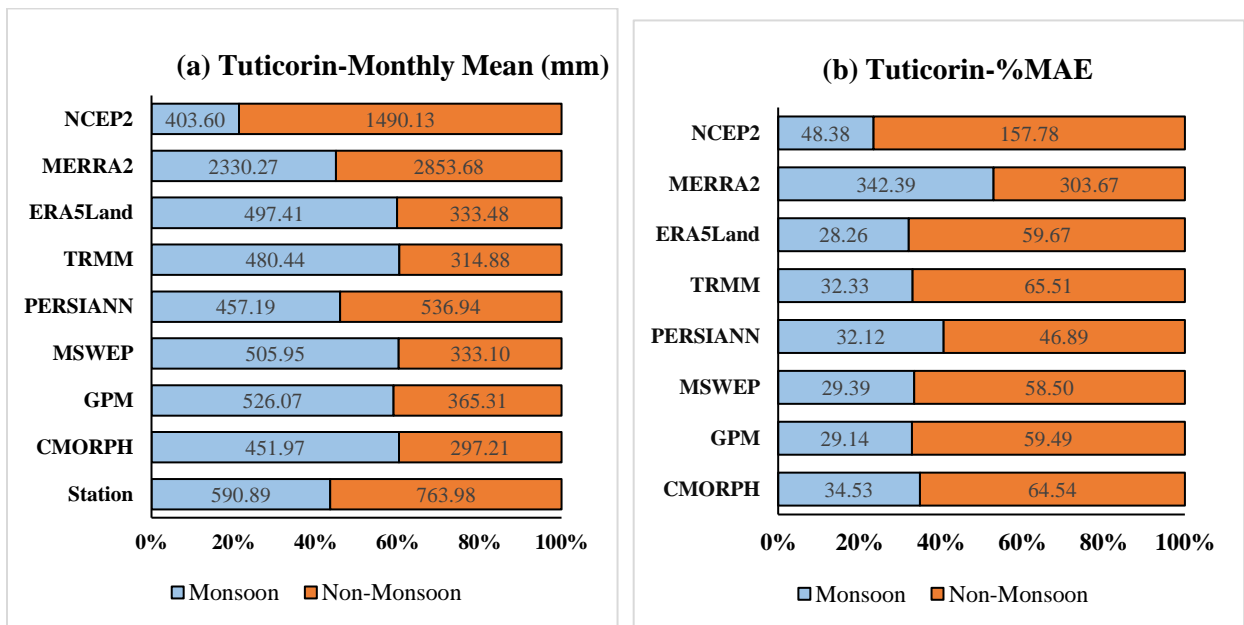 (a) Tuticorin-Monthly Mean (mm)
NCEP2 403.60 1490.13
MERRA2 2330.27 2853.68
ERA5Land 497.41 333.48
TRMM 480.44 314.88
PERSIANN 457.19 536.94
MSWEP 505.95 333.10
GPM 526.07 365.31
CMORPH 451.97 297.21
Station 590.89 763.98
0% 20% 40% 60% 80% 100%
Monsoon Non-Monsoon
(b) Tuticorin-%MAE
NCEP2 48.38 157.78
MERRA2 342.39 303.67
ERA5Land 28.26 59.67
TRMM 32.33 65.51
PERSIANN 32.12 46.89
MSWEP 29.39 58.50
GPM 29.14 59.49
CMORPH 34.53 64.54
0% 20% 40% 60% 80% 100%
Monsoon Non-Monsoon